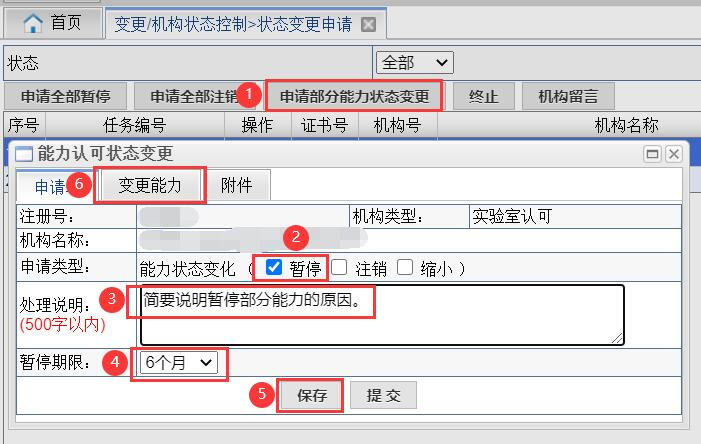 首页 变更/机构状态控制>状态变更申请
状态 全部
申请全部暂停 申请全部注销 1 申请部分能力状态变更 终止 机构留言
序号 任务编号 操作 证书号 机构号 机构名称
能力认可状态变更
申请 6 变更能力 附件
注册号： 机构类型： 实验室认可
机构名称： 2
申请类型： 能力状态变化 （ 暂停 注销 缩小 ）
处理说明： 3 简要说明暂停部分能力的原因。
(500字以内)
暂停期限： 4 6个月
5 保存 提交